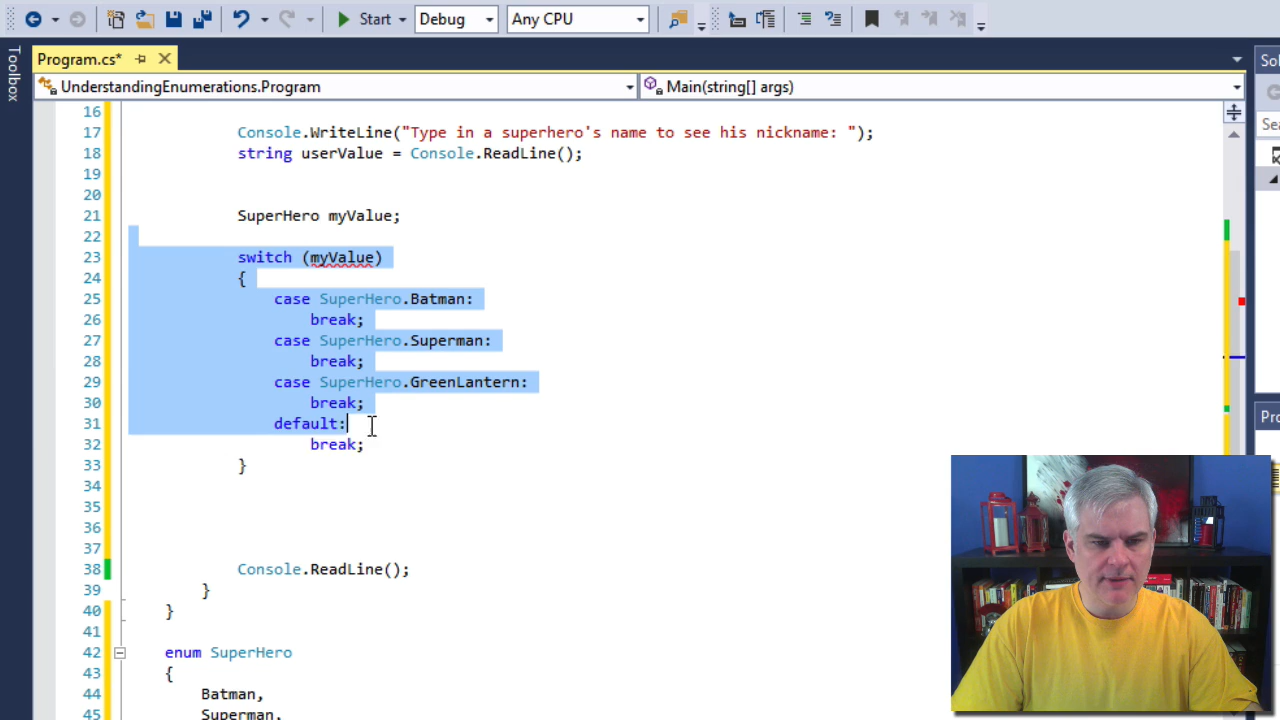 Start Debug Any CPU
Toolbox
Program.cs*
Sol
UnderstandingEnumerations.Program Main(string[] args)
Sea
16
17 Console.WriteLine("Type in a superhero's name to see his nickname: ");
18 string userValue = Console.ReadLine();
19
20
21 SuperHero myValue;
22
23 switch (myValue)
24 {
25 case SuperHero.Batman:
26 break;
27 case SuperHero.Superman:
28 break;
29 case SuperHero.GreenLantern:
30 break;
31 default:
32 break;
33 }
34
35
36
37
38 Console.ReadLine();
39 }
40 }
41
42 enum SuperHero
43 {
44 Batman,
45 Superman,
Pro